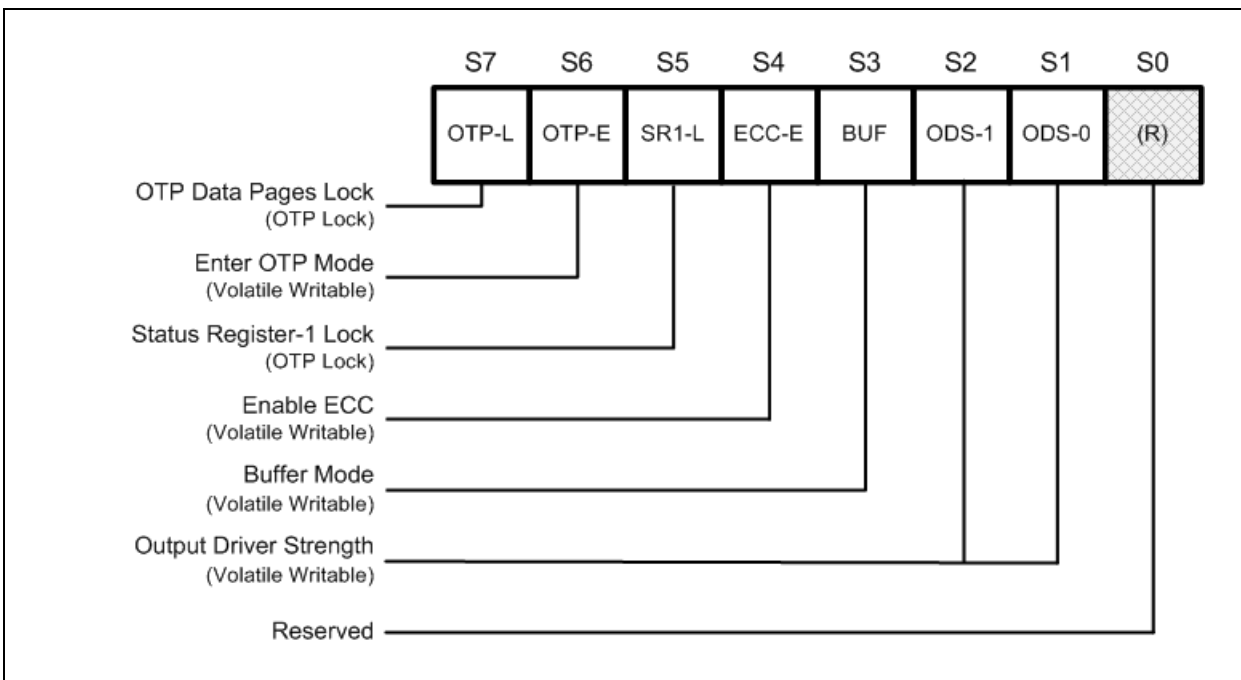 S7 S6 S5 S4 S3 S2 S1 S0
OTP-L OTP-E SR1-L ECC-E BUF ODS-1 ODS-0 (R)
OTP Data Pages Lock
(OTP Lock)
Enter OTP Mode
(Volatile Writable)
Status Register-1 Lock
(OTP Lock)
Enable ECC
(Volatile Writable)
Buffer Mode
(Volatile Writable)
Output Driver Strength
(Volatile Writable)
Reserved